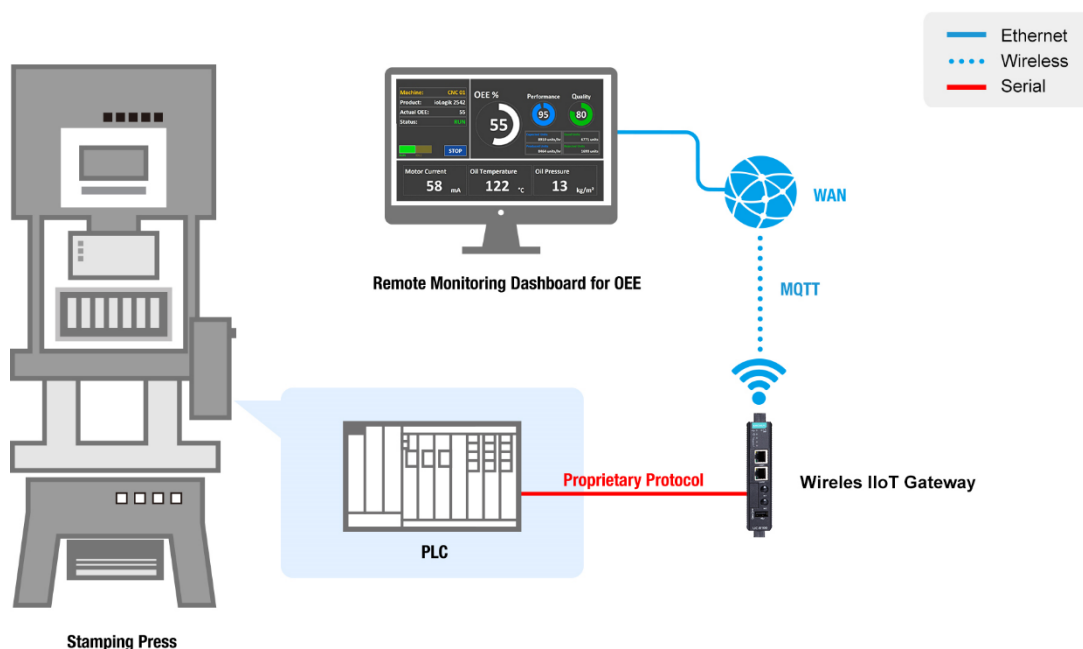 Ethernet
Wireless
Serial
Machine: CNC 01
Product: ioLogik 2542
Actual OEE: 55
Status: RUN
STOP
OEE %
55
Performance
95
Quality
80
Motor Current
58 mA
Oil Temperature
122 °C
Oil Pressure
13 kg/m³
WAN
Remote Monitoring Dashboard for OEE
MQTT
Proprietary Protocol
Wireles IIoT Gateway
PLC
Stamping Press